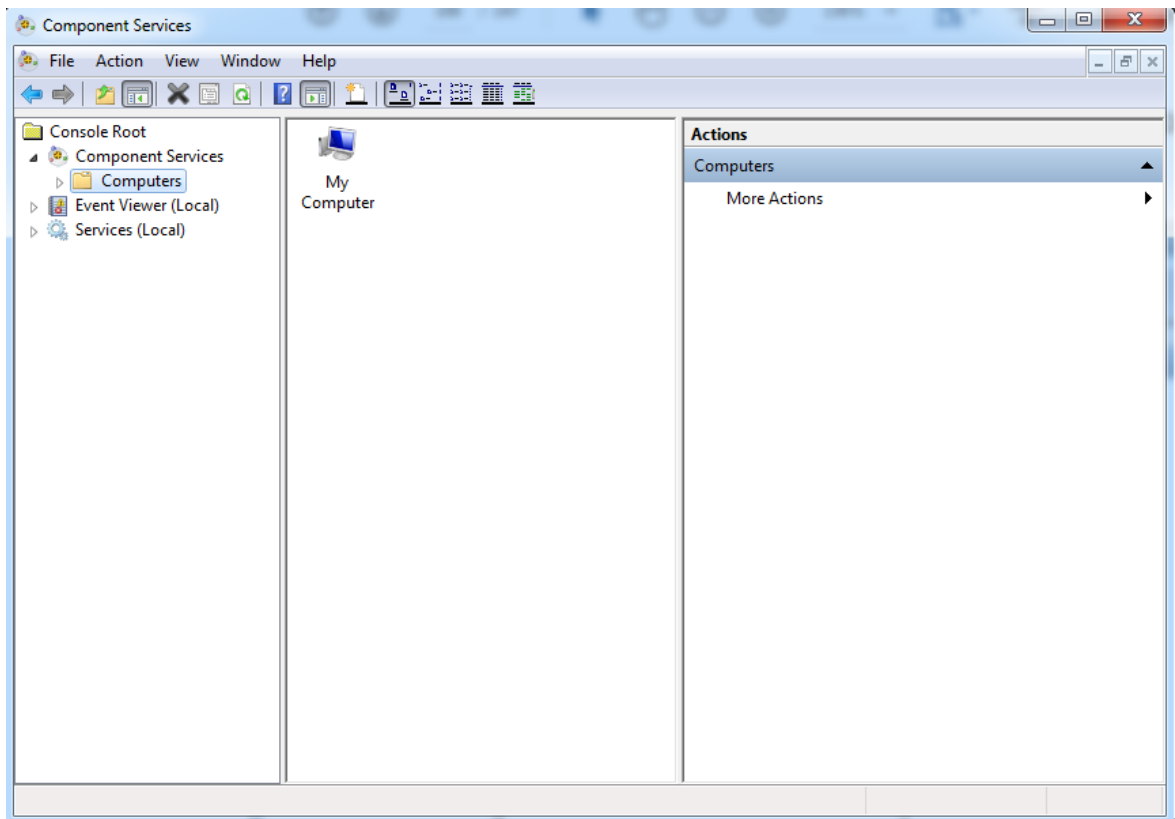 Component Services
File Action View Window Help
Console Root
Component Services
Computers
Event Viewer (Local)
Services (Local)
My
Computer
Actions
Computers
More Actions